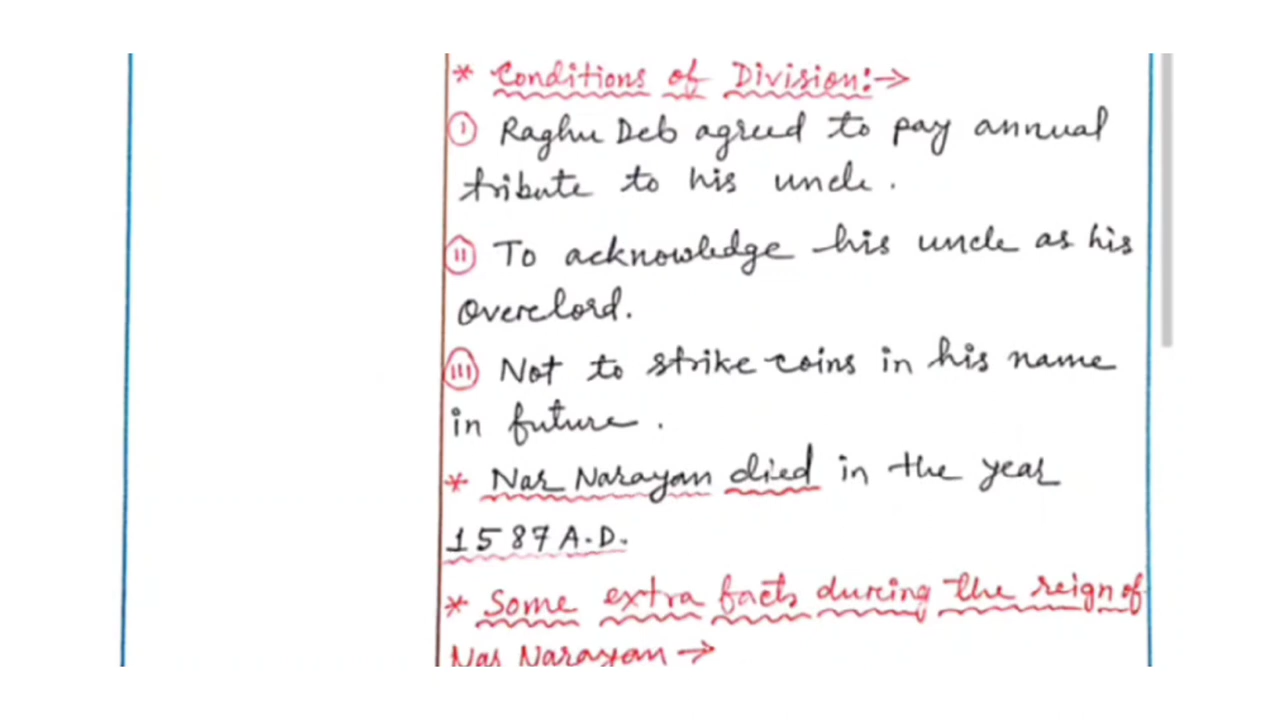 * Conditions of Division:→
(i) Raghu Deb agreed to pay annual
tribute to his uncle.
(ii) To acknowledge his uncle as his
Overlord.
(iii) Not to strike coins in his name
in future.
* Nar Narayan died in the year
1587 A.D.
* Some extra facts during the reign of
Nar Narayan →